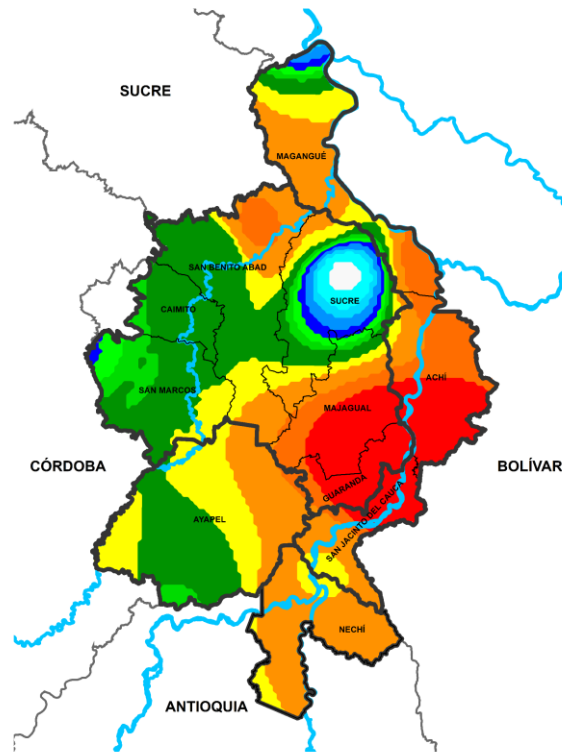 SUCRE
MAGANGUÉ
SAN BENITO ABAD
SUCRE
CAIMITO
ACHÍ
SAN MARCOS
MAJAGUAL
CÓRDOBA
BOLÍVAR
GUARANDA
SAN JACINTO DEL CAUCA
AYAPEL
NECHÍ
ANTIOQUIA